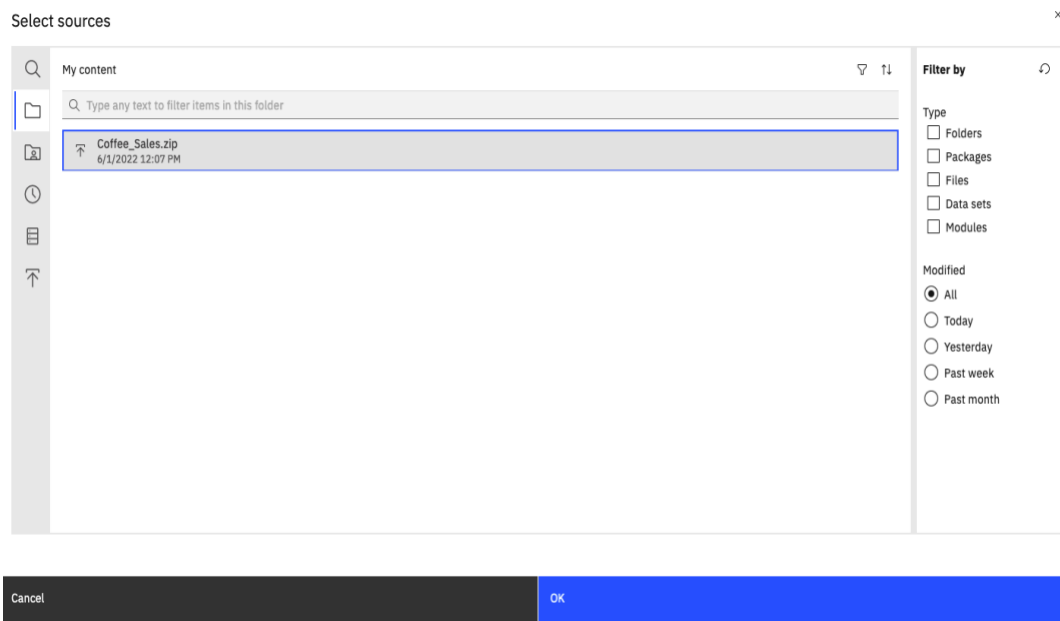 Select sources
My content
Type any text to filter items in this folder
Coffee_Sales.zip
6/1/2022 12:07 PM
Filter by
Type
Folders
Packages
Files
Data sets
Modules
Modified
All
Today
Yesterday
Past week
Past month
Cancel
OK